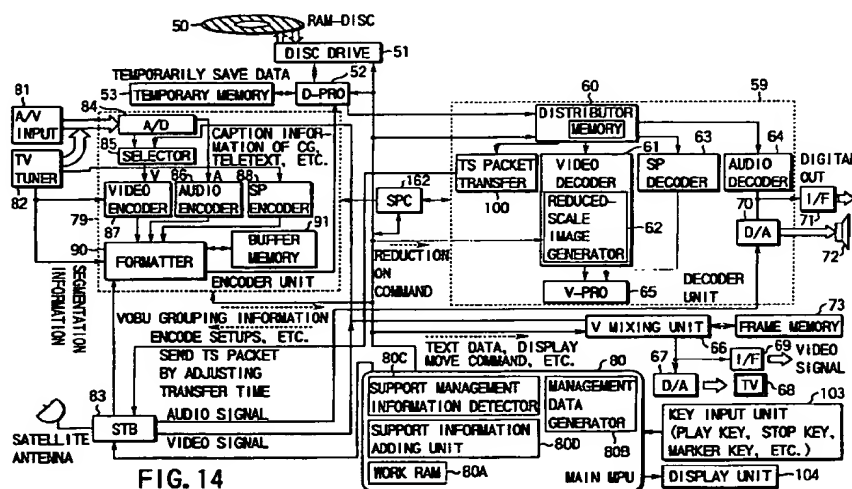 50
RAM-DISC
DISC DRIVE
51
52
TEMPORARILY SAVE DATA
53
TEMPORARY MEMORY
D-PRO
81
A/V
INPUT
84
A/D
85
SELECTOR
CAPTION INFOR-
MATION OF CG,
TELETEXT, ETC.
TV
TUNER
82
V
86
A
88
VIDEO
ENCODER
AUDIO
ENCODER
SP
ENCODER
79
87
91
90
FORMATTER
BUFFER
MEMORY
ENCODER UNIT
SEGMENTATION
INFORMATION
162
SPC
60
59
DISTRIBUTOR
MEMORY
61
63
64
TS PACKET
TRANSFER
100
VIDEO
DECODER
SP
DECODER
AUDIO
DECODER
DIGITAL
OUT
I/F
71
70
D/A
72
REDUCED-
SCALE
IMAGE
GENERATOR
62
REDUCTION
ON
COMMAND
V-PRO
65
DECODER
UNIT
73
VOBU GROUPING INFORMATION
ENCODE SETUPS, ETC.
SEND TS PACKET
BY ADJUSTING
TRANSFER TIME
TEXT DATA, DISPLAY
MOVE COMMAND, ETC.
V MIXING UNIT
66
FRAME MEMORY
69
I/F
VIDEO
SIGNAL
67
D/A
TV
68
83
STB
AUDIO SIGNAL
VIDEO SIGNAL
SATELLITE
ANTENNA
80C
80
SUPPORT MANAGEMENT
INFORMATION DETECTOR
MANAGEMENT
DATA
GENERATOR
80B
SUPPORT INFORMATION
ADDING UNIT
80D
WORK RAM
80A
MAIN MPU
103
KEY INPUT UNIT
(PLAY KEY, STOP KEY,
MARKER KEY, ETC.)
DISPLAY UNIT
104
FIG. 14